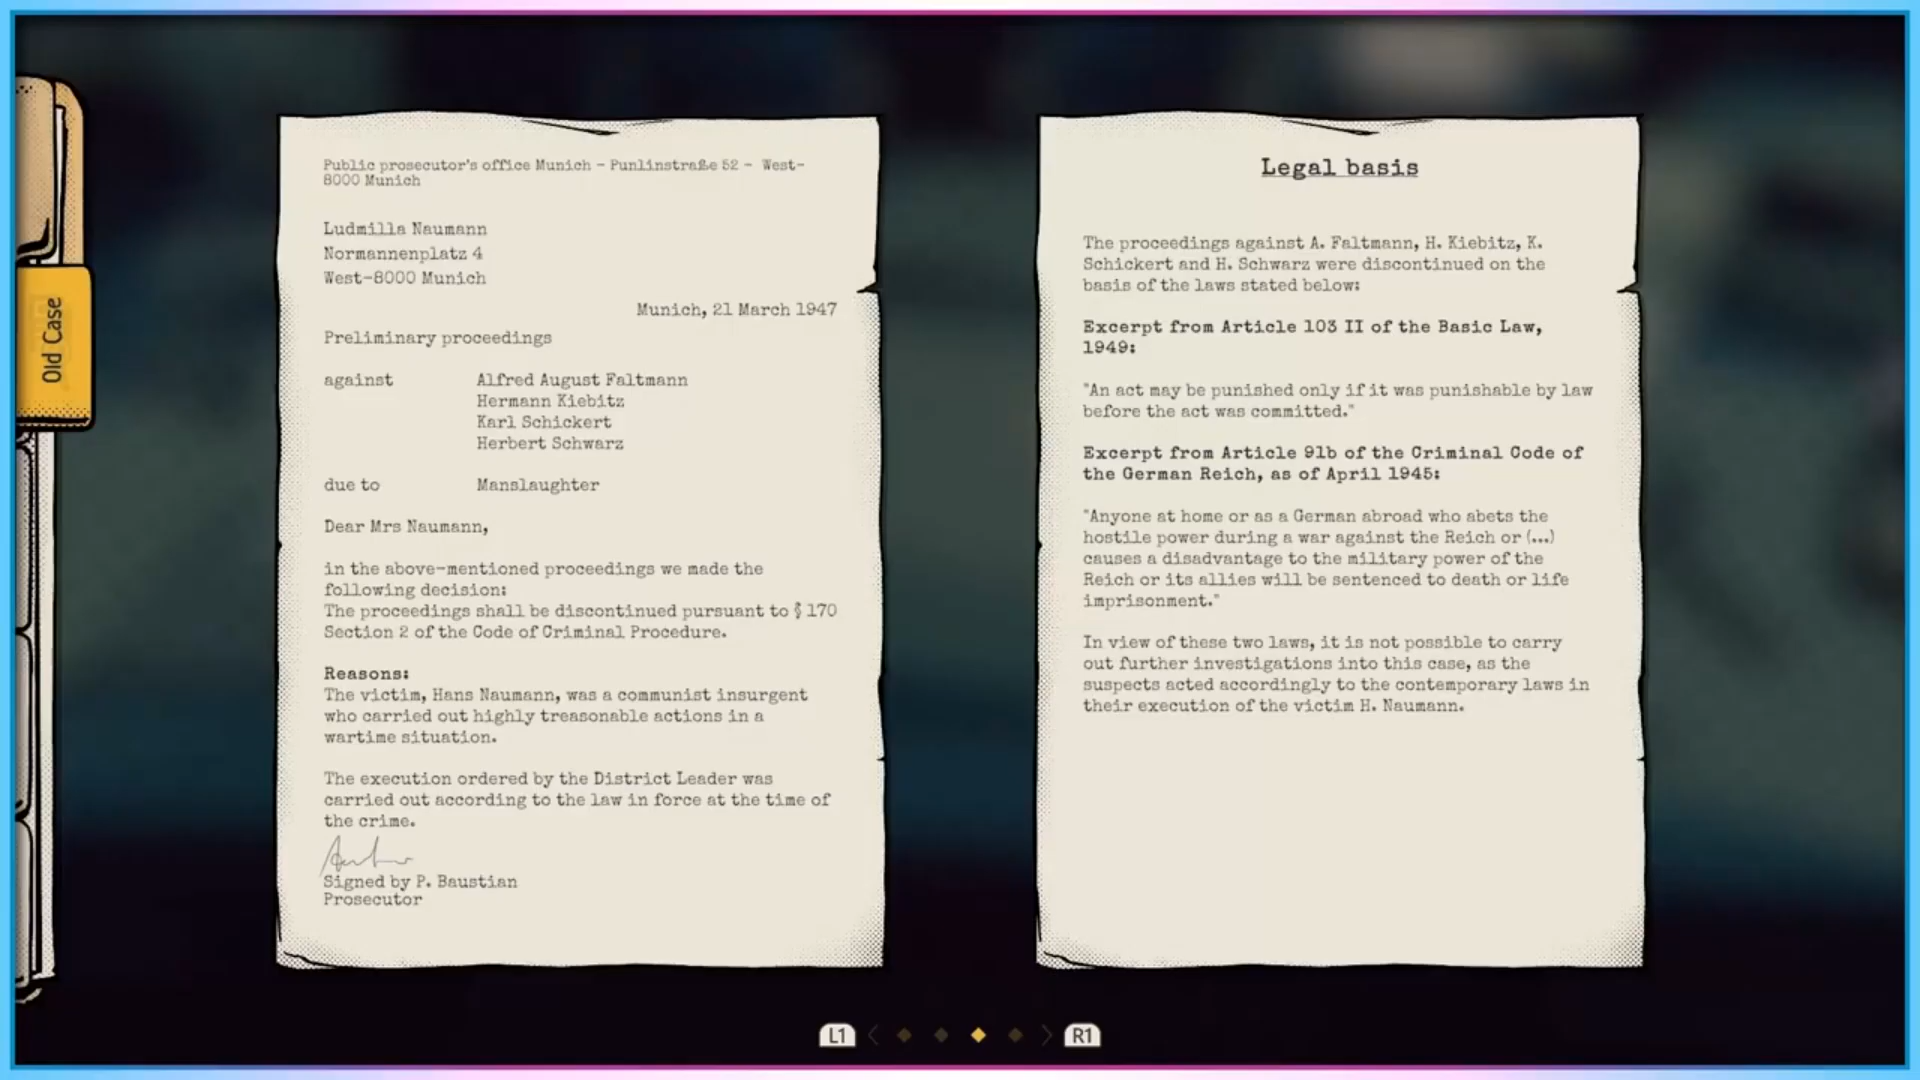 Old Case
Public prosecutor's office Munich - Punlinstraße 52 - West-
8000 Munich
Ludmilla Naumann
Normannenplatz 4
West-8000 Munich
Munich, 21 March 1947
Preliminary proceedings
against Alfred August Faltmann
Hermann Kiebitz
Karl Schickert
Herbert Schwarz
due to Manslaughter
Dear Mrs Naumann,
in the above-mentioned proceedings we made the
following decision:
The proceedings shall be discontinued pursuant to § 170
Section 2 of the Code of Criminal Procedure.
Reasons:
The victim, Hans Naumann, was a communist insurgent
who carried out highly treasonable actions in a
wartime situation.
The execution ordered by the District Leader was
carried out according to the law in force at the time of
the crime.
Signed by P. Baustian
Prosecutor
Legal basis
The proceedings against A. Faltmann, H. Kiebitz, K.
Schickert and H. Schwarz were discontinued on the
basis of the laws stated below:
Excerpt from Article 103 II of the Basic Law,
1949:
"An act may be punished only if it was punishable by law
before the act was committed."
Excerpt from Article 91b of the Criminal Code of
the German Reich, as of April 1945:
"Anyone at home or as a German abroad who abets the
hostile power during a war against the Reich or (...)
causes a disadvantage to the military power of the
Reich or its allies will be sentenced to death or life
imprisonment."
In view of these two laws, it is not possible to carry
out further investigations into this case, as the
suspects acted accordingly to the contemporary laws in
their execution of the victim H. Naumann.
L1 R1